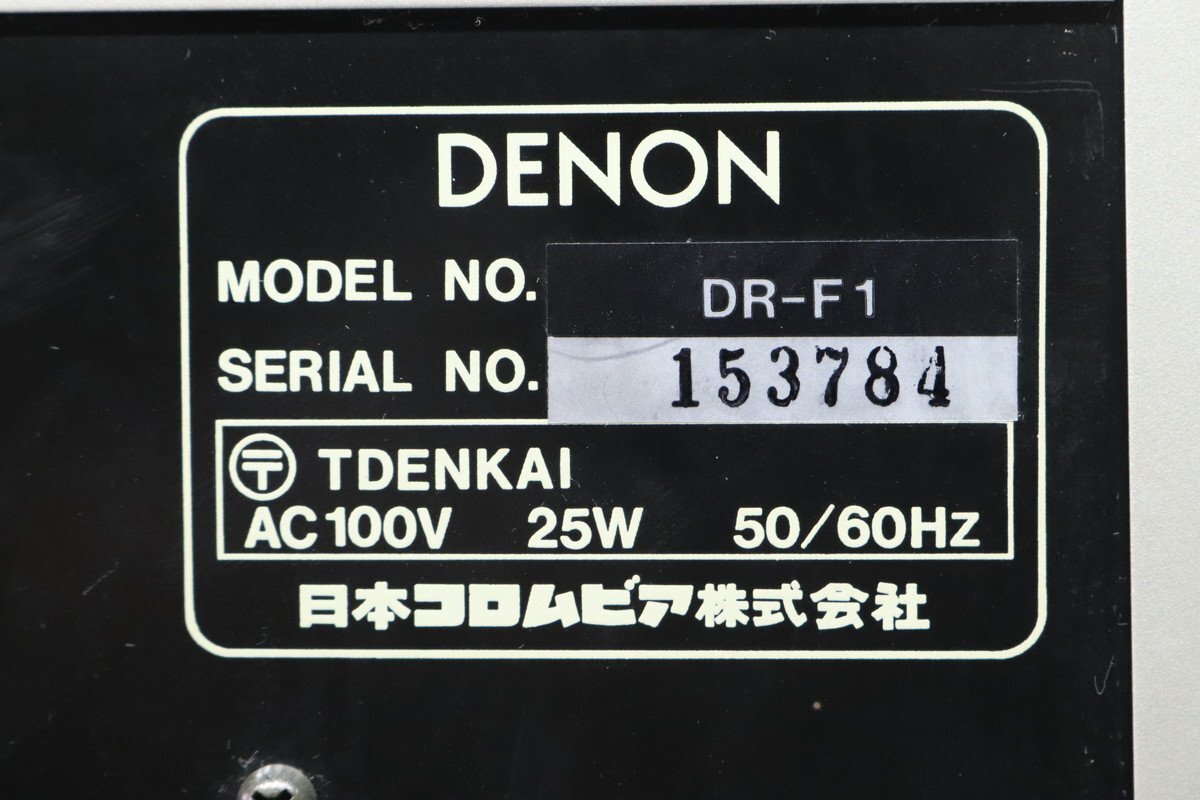 DENON
MODEL NO. DR-F1
SERIAL NO. 153784
〶 TDENKAI
AC100V 25W 50/60Hz
日本コロムビア株式会社